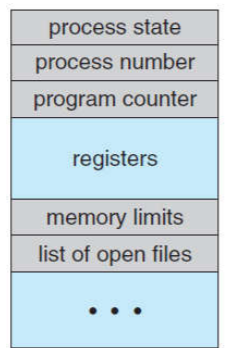 process state
process number
program counter
registers
memory limits
list of open files
• • •